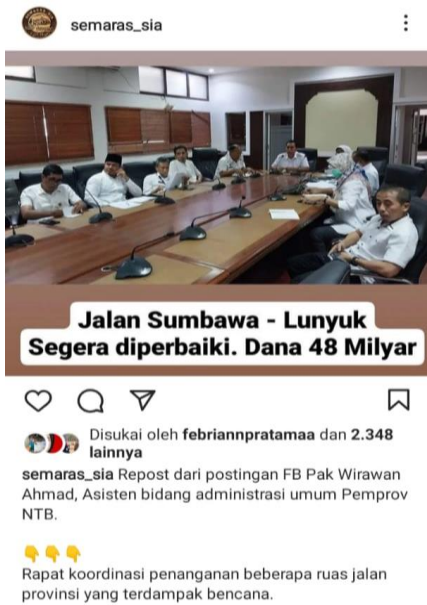 semaras_sia
Jalan Sumbawa - Lunyuk
Segera diperbaiki. Dana 48 Milyar
Disukai oleh febriannpratamaa dan 2.348
lainnya
semaras_sia Repost dari postingan FB Pak Wirawan
Ahmad, Asisten bidang administrasi umum Pemprov
NTB.
👇👇👇
Rapat koordinasi penanganan beberapa ruas jalan
provinsi yang terdampak bencana.